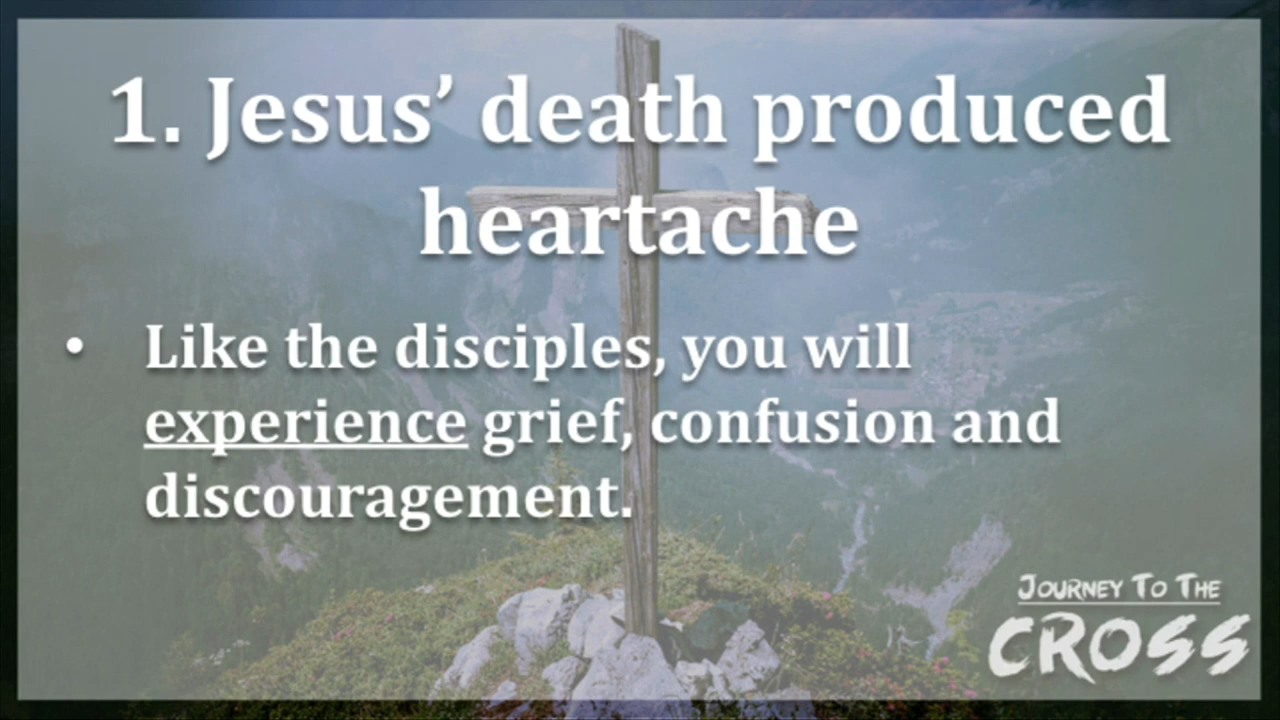 1. Jesus’ death produced
heartache
• Like the disciples, you will
experience grief, confusion and
discouragement.
JOURNEY TO THE
CROSS